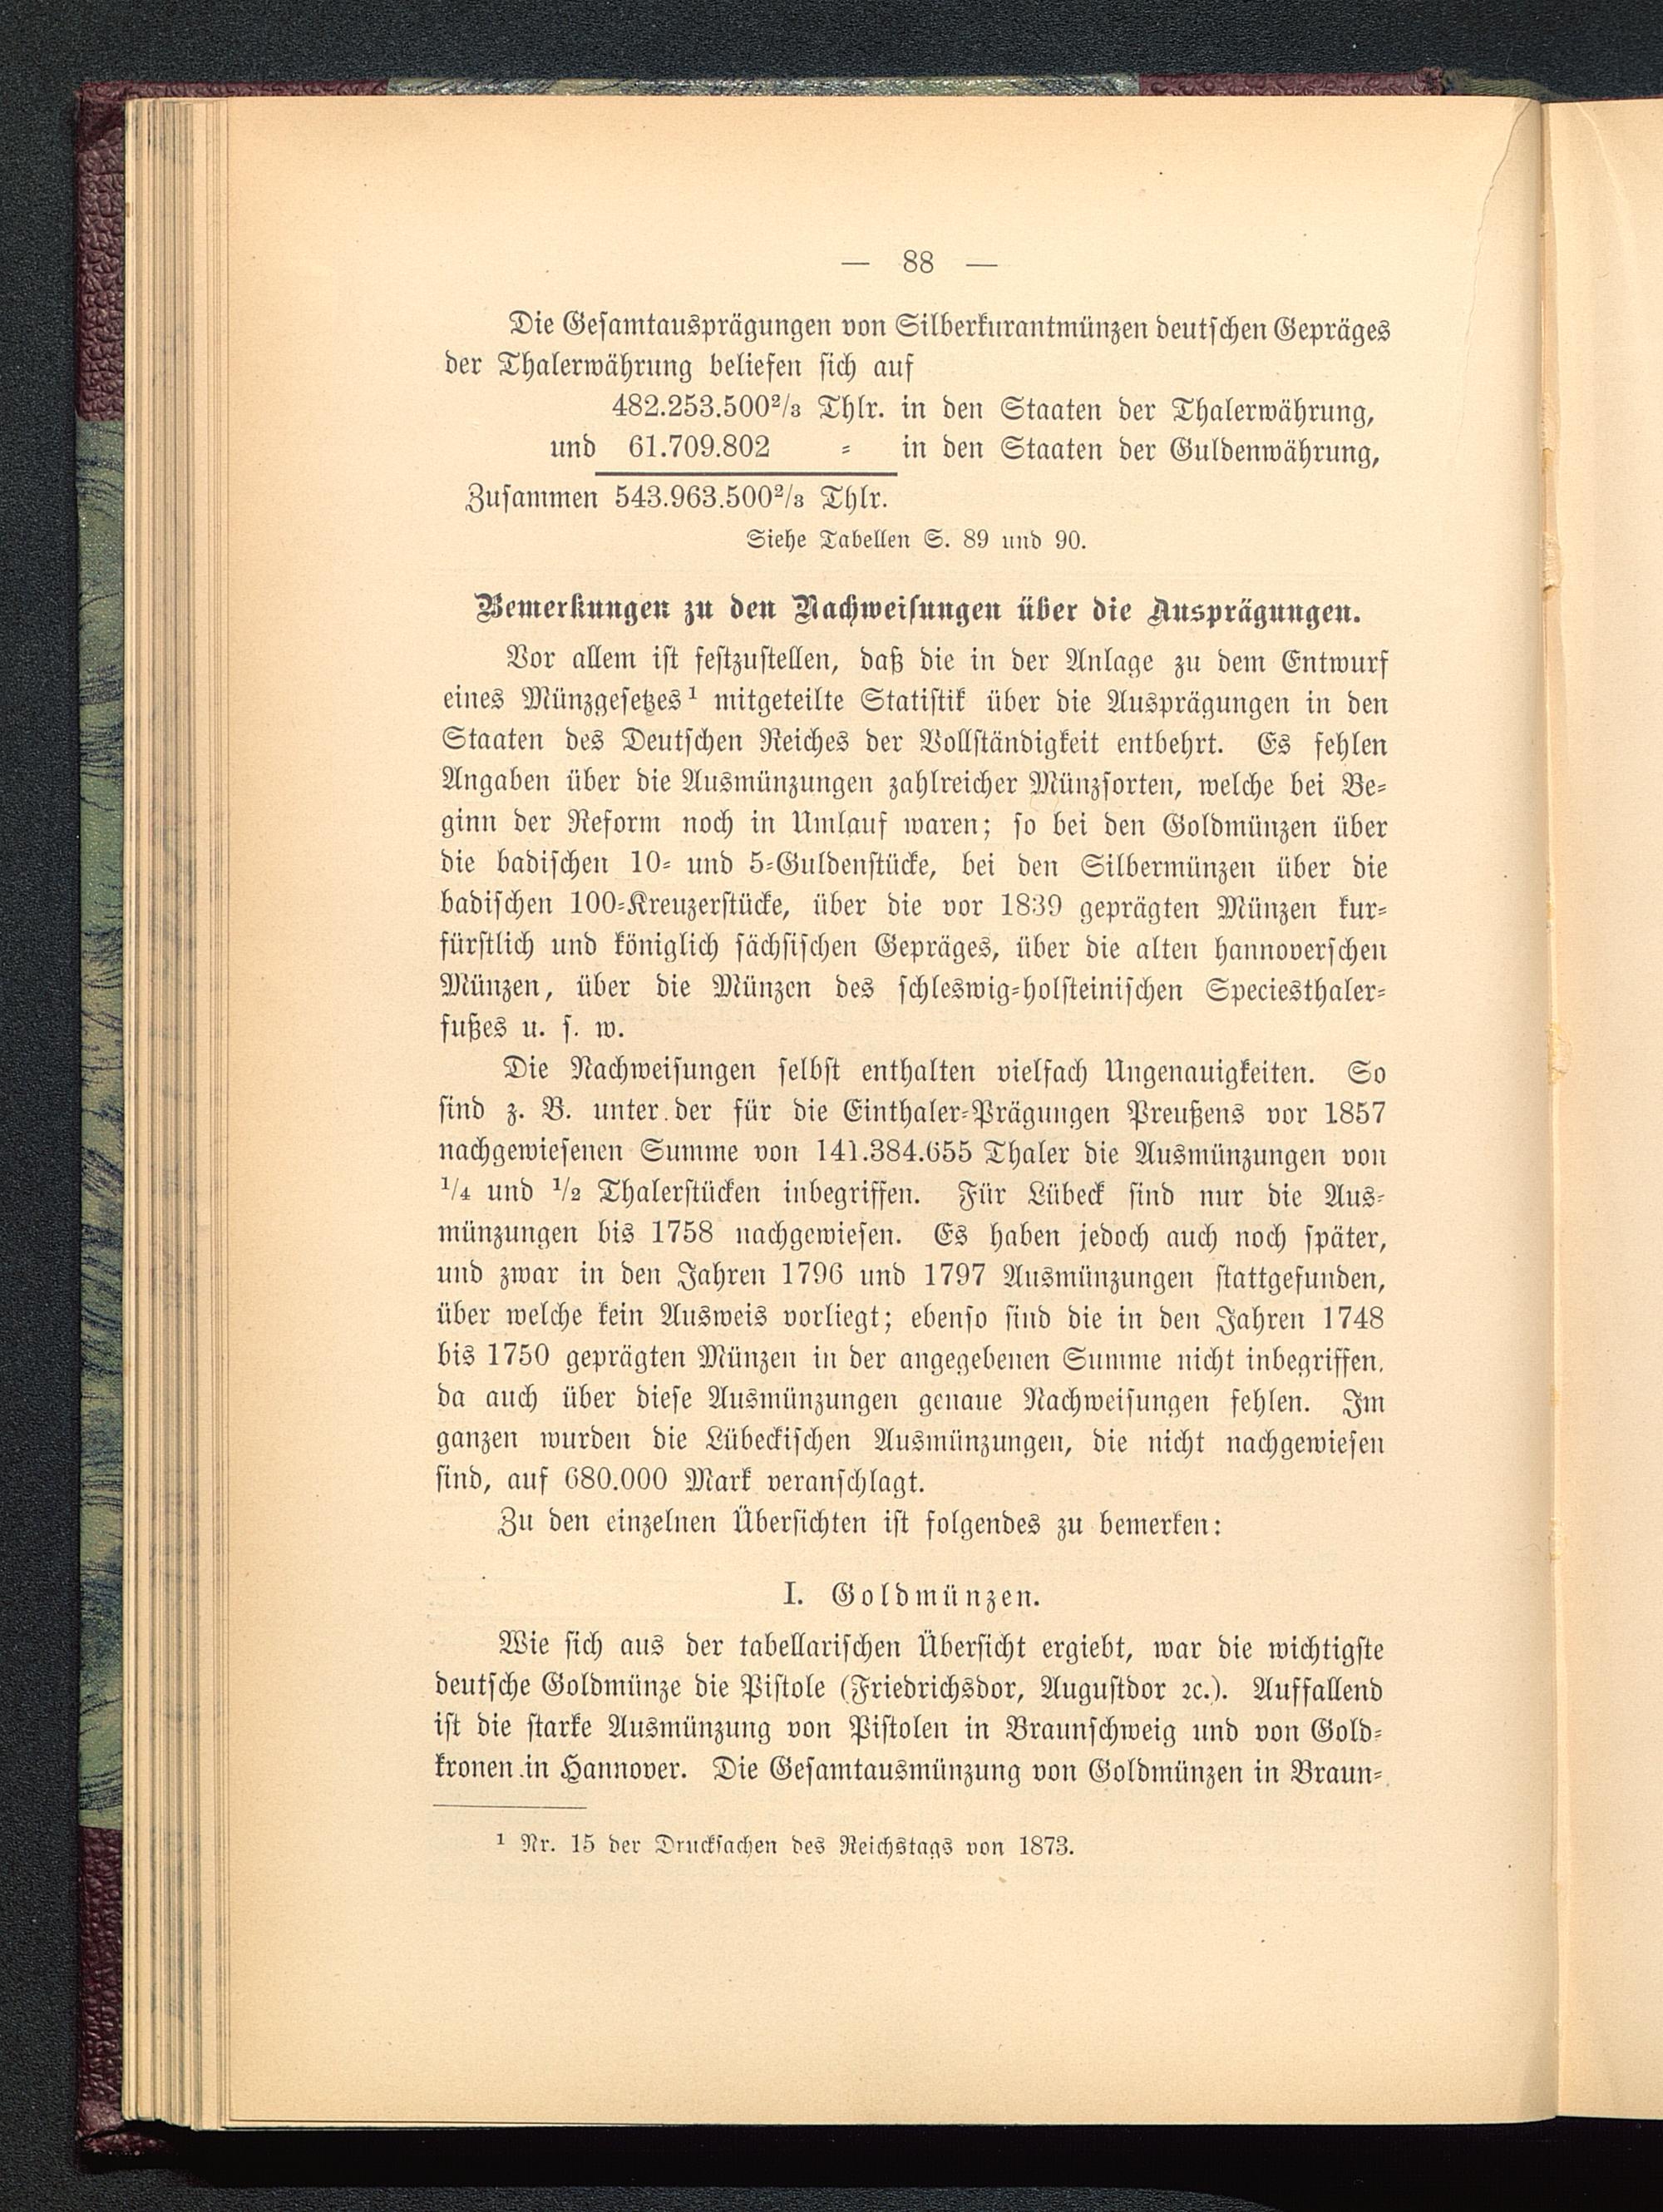 — 88 —
Die Gesamtausprägungen von Silberkurantmünzen deutschen Gepräges
der Thalerwährung beliefen sich auf
482.253.500²/₃ Thlr. in den Staaten der Thalerwährung,
und 61.709.802 " in den Staaten der Guldenwährung,
Zusammen 543.963.500²/₃ Thlr.
Siehe Tabellen S. 89 und 90.
Bemerkungen zu den Nachweisungen über die Ausprägungen.
Vor allem ist festzustellen, daß die in der Anlage zu dem Entwurf
eines Münzgesetzes¹ mitgeteilte Statistik über die Ausprägungen in den
Staaten des Deutschen Reiches der Vollständigkeit entbehrt. Es fehlen
Angaben über die Ausmünzungen zahlreicher Münzsorten, welche bei Be-
ginn der Reform noch in Umlauf waren; so bei den Goldmünzen über
die badischen 10- und 5-Guldenstücke, bei den Silbermünzen über die
badischen 100-Kreuzerstücke, über die vor 1839 geprägten Münzen kur-
fürstlich und königlich sächsischen Gepräges, über die alten hannoverschen
Münzen, über die Münzen des schleswig-holsteinischen Speciesthaler-
fußes u. s. w.
Die Nachweisungen selbst enthalten vielfach Ungenauigkeiten. So
sind z. B. unter der für die Einthaler-Prägungen Preußens vor 1857
nachgewiesenen Summe von 141.384.655 Thaler die Ausmünzungen von
¹/₄ und ¹/₂ Thalerstücken inbegriffen. Für Lübeck sind nur die Aus-
münzungen bis 1758 nachgewiesen. Es haben jedoch auch noch später,
und zwar in den Jahren 1796 und 1797 Ausmünzungen stattgefunden,
über welche kein Ausweis vorliegt; ebenso sind die in den Jahren 1748
bis 1750 geprägten Münzen in der angegebenen Summe nicht inbegriffen,
da auch über diese Ausmünzungen genaue Nachweisungen fehlen. Im
ganzen wurden die Lübeckischen Ausmünzungen, die nicht nachgewiesen
sind, auf 680.000 Mark veranschlagt.
Zu den einzelnen Übersichten ist folgendes zu bemerken:
I. Goldmünzen.
Wie sich aus der tabellarischen Übersicht ergiebt, war die wichtigste
deutsche Goldmünze die Pistole (Friedrichsdor, Augustdor ꝛc.). Auffallend
ist die starke Ausmünzung von Pistolen in Braunschweig und von Gold-
kronen in Hannover. Die Gesamtausmünzung von Goldmünzen in Braun-
¹ Nr. 15 der Drucksachen des Reichstags von 1873.